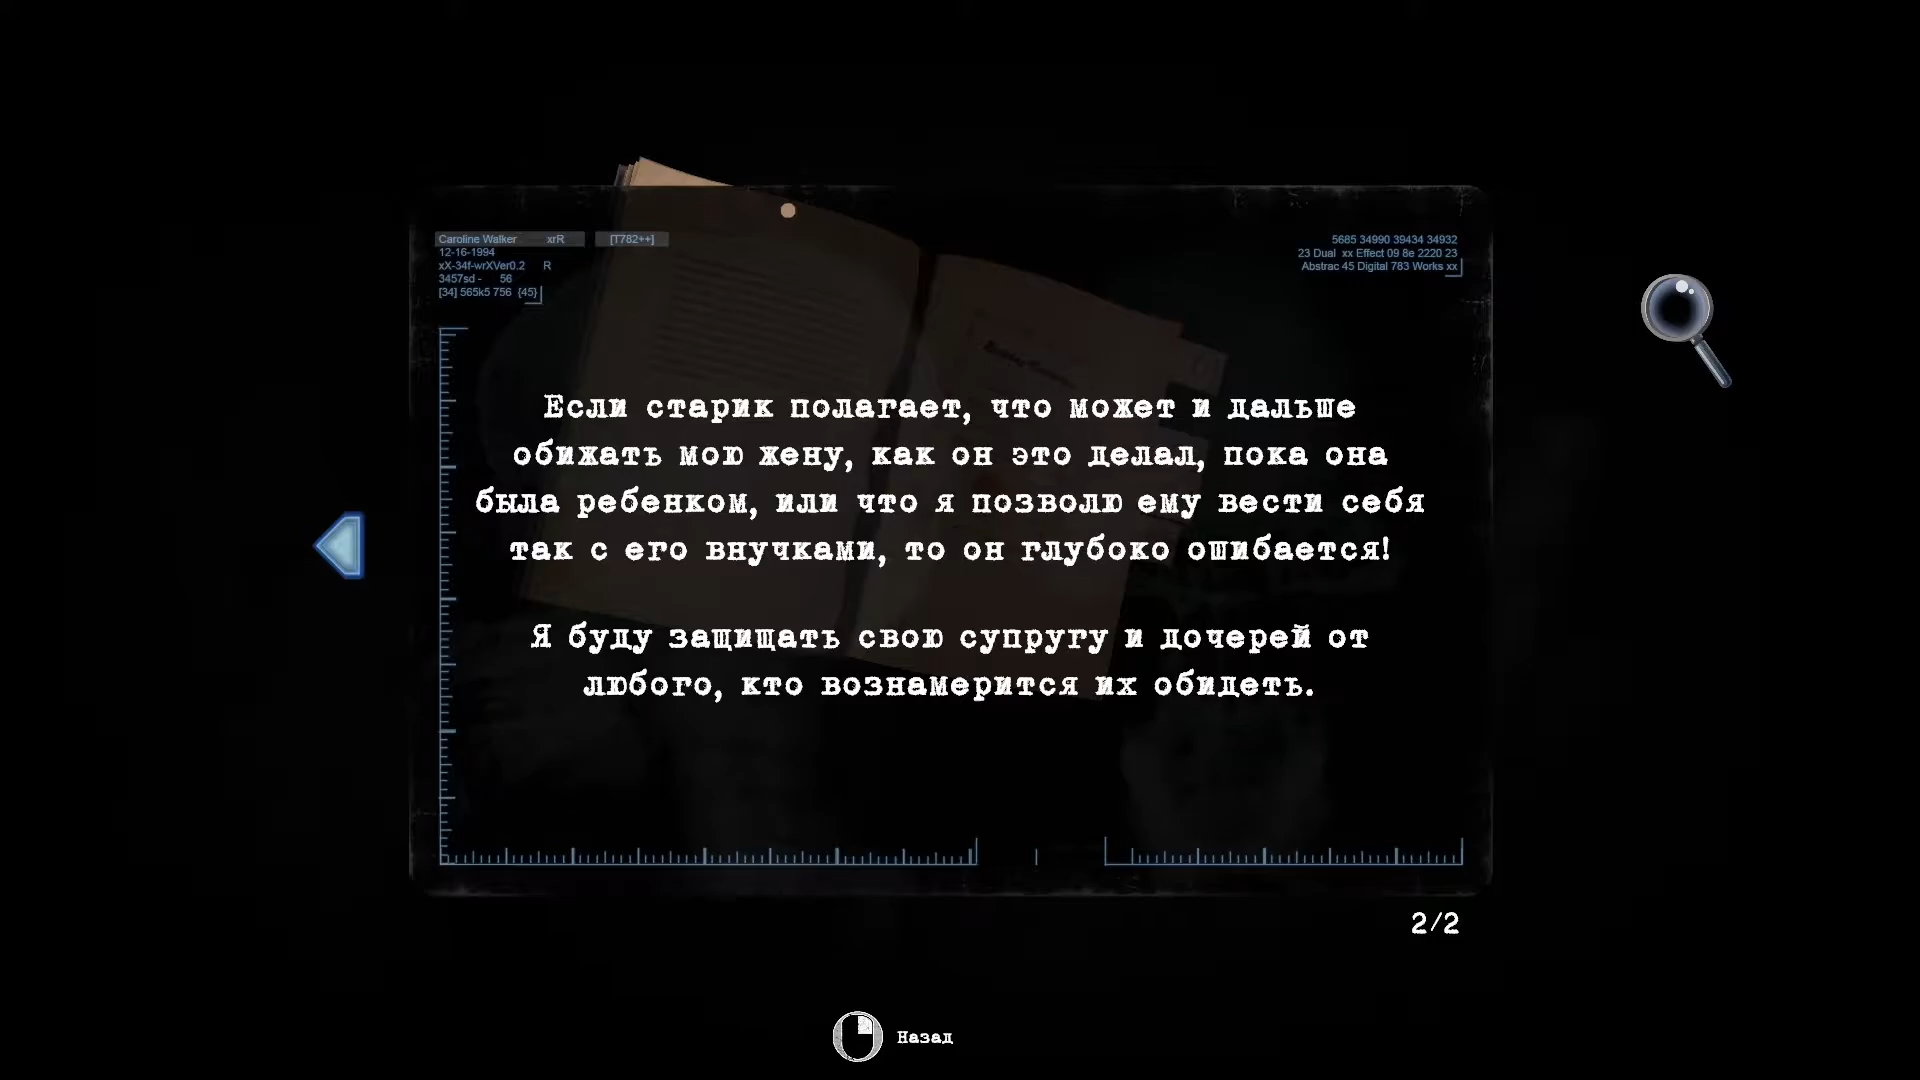 Caroline Walker xrR [T782++]
12-16-1994
xX-34f-wrXVer0.2 R
3457sd - 56
[34] 565k5 756 {45}
5685 34990 39434 34932
23 Dual xx Effect 09 8e 2220 23
Abstrac 45 Digital 783 Works xx
Если старик полагает, что может и дальше
обижать мою жену, как он это делал, пока она
была ребенком, или что я позволю ему вести себя
так с его внучками, то он глубоко ошибается!
Я буду защищать свою супругу и дочерей от
любого, кто вознамерится их обидеть.
2/2
Назад